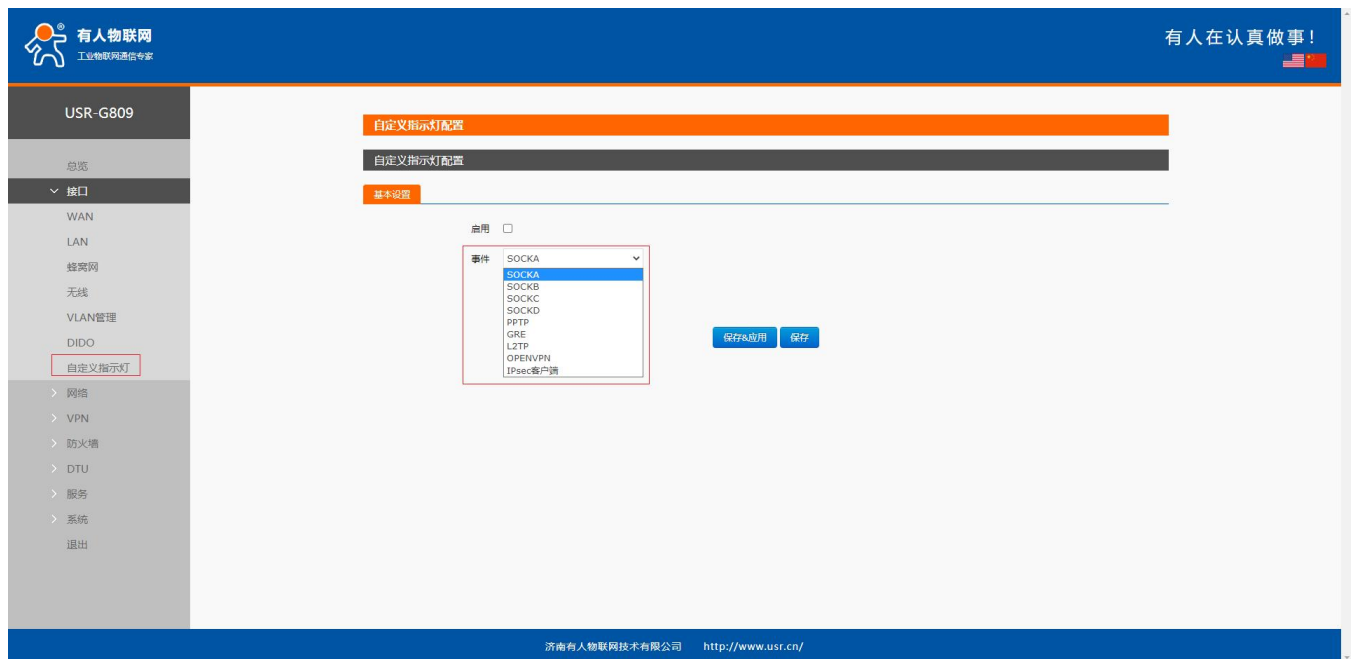 有人物联网
工业物联网通信专家
有人在认真做事！
USR-G809
总览
接口
WAN
LAN
蜂窝网
无线
VLAN管理
DIDO
自定义指示灯
网络
VPN
防火墙
DTU
服务
系统
退出
自定义指示灯配置
自定义指示灯配置
基本设置
启用
事件 SOCKA
SOCKA
SOCKB
SOCKC
SOCKD
PPTP
GRE
L2TP
OPENVPN
IPsec客户端
保存&应用 保存
济南有人物联网技术有限公司 http://www.usr.cn/